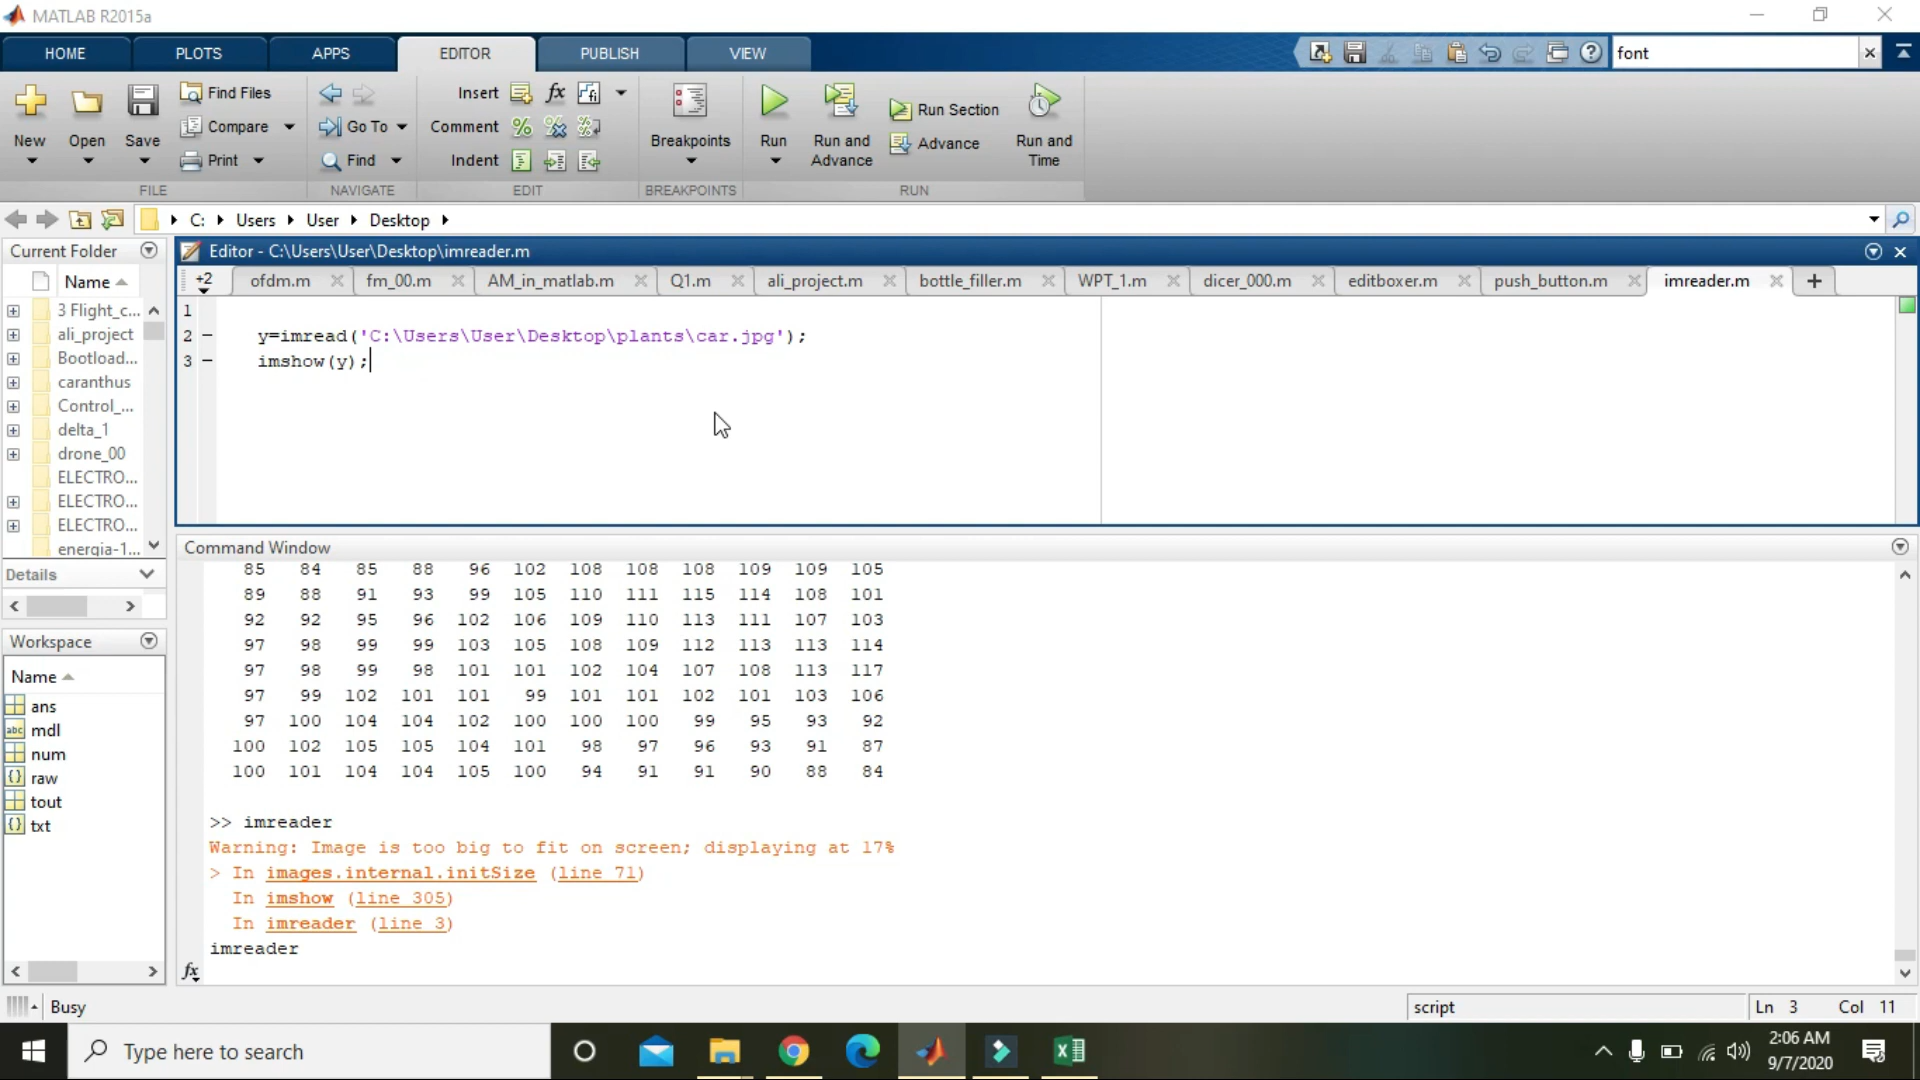 MATLAB R2015a
HOME PLOTS APPS EDITOR PUBLISH VIEW font
New Open Save Find Files Compare Print Go To Find Insert fx Comment Indent Breakpoints Run Run and Advance Run Section Advance Run and Time
FILE NAVIGATE EDIT BREAKPOINTS RUN
C: Users User Desktop
Current Folder
Name
3 Flight_c...
ali_project
Bootload...
caranthus
Control_...
delta_1
drone_00
ELECTRO...
ELECTRO...
ELECTRO...
energia-1...
Details
Workspace
Name
ans
mdl
num
raw
tout
txt
Editor - C:\Users\User\Desktop\imreader.m
+2 ofdm.m fm_00.m AM_in_matlab.m Q1.m ali_project.m bottle_filler.m WPT_1.m dicer_000.m editboxer.m push_button.m imreader.m
1
2 – y=imread('C:\Users\User\Desktop\plants\car.jpg');
3 – imshow(y);
Command Window
85 84 85 88 96 102 108 108 108 109 109 105
89 88 91 93 99 105 110 111 115 114 108 101
92 92 95 96 102 106 109 110 113 111 107 103
97 98 99 99 103 105 108 109 112 113 113 114
97 98 99 98 101 101 102 104 107 108 113 117
97 99 102 101 101 99 101 101 102 101 103 106
97 100 104 104 102 100 100 100 99 95 93 92
100 102 105 105 104 101 98 97 96 93 91 87
100 101 104 104 105 100 94 91 91 90 88 84
>> imreader
Warning: Image is too big to fit on screen; displaying at 17%
> In images.internal.initSize (line 71)
In imshow (line 305)
In imreader (line 3)
imreader
fx
Busy script Ln 3 Col 11
Type here to search
2:06 AM
9/7/2020